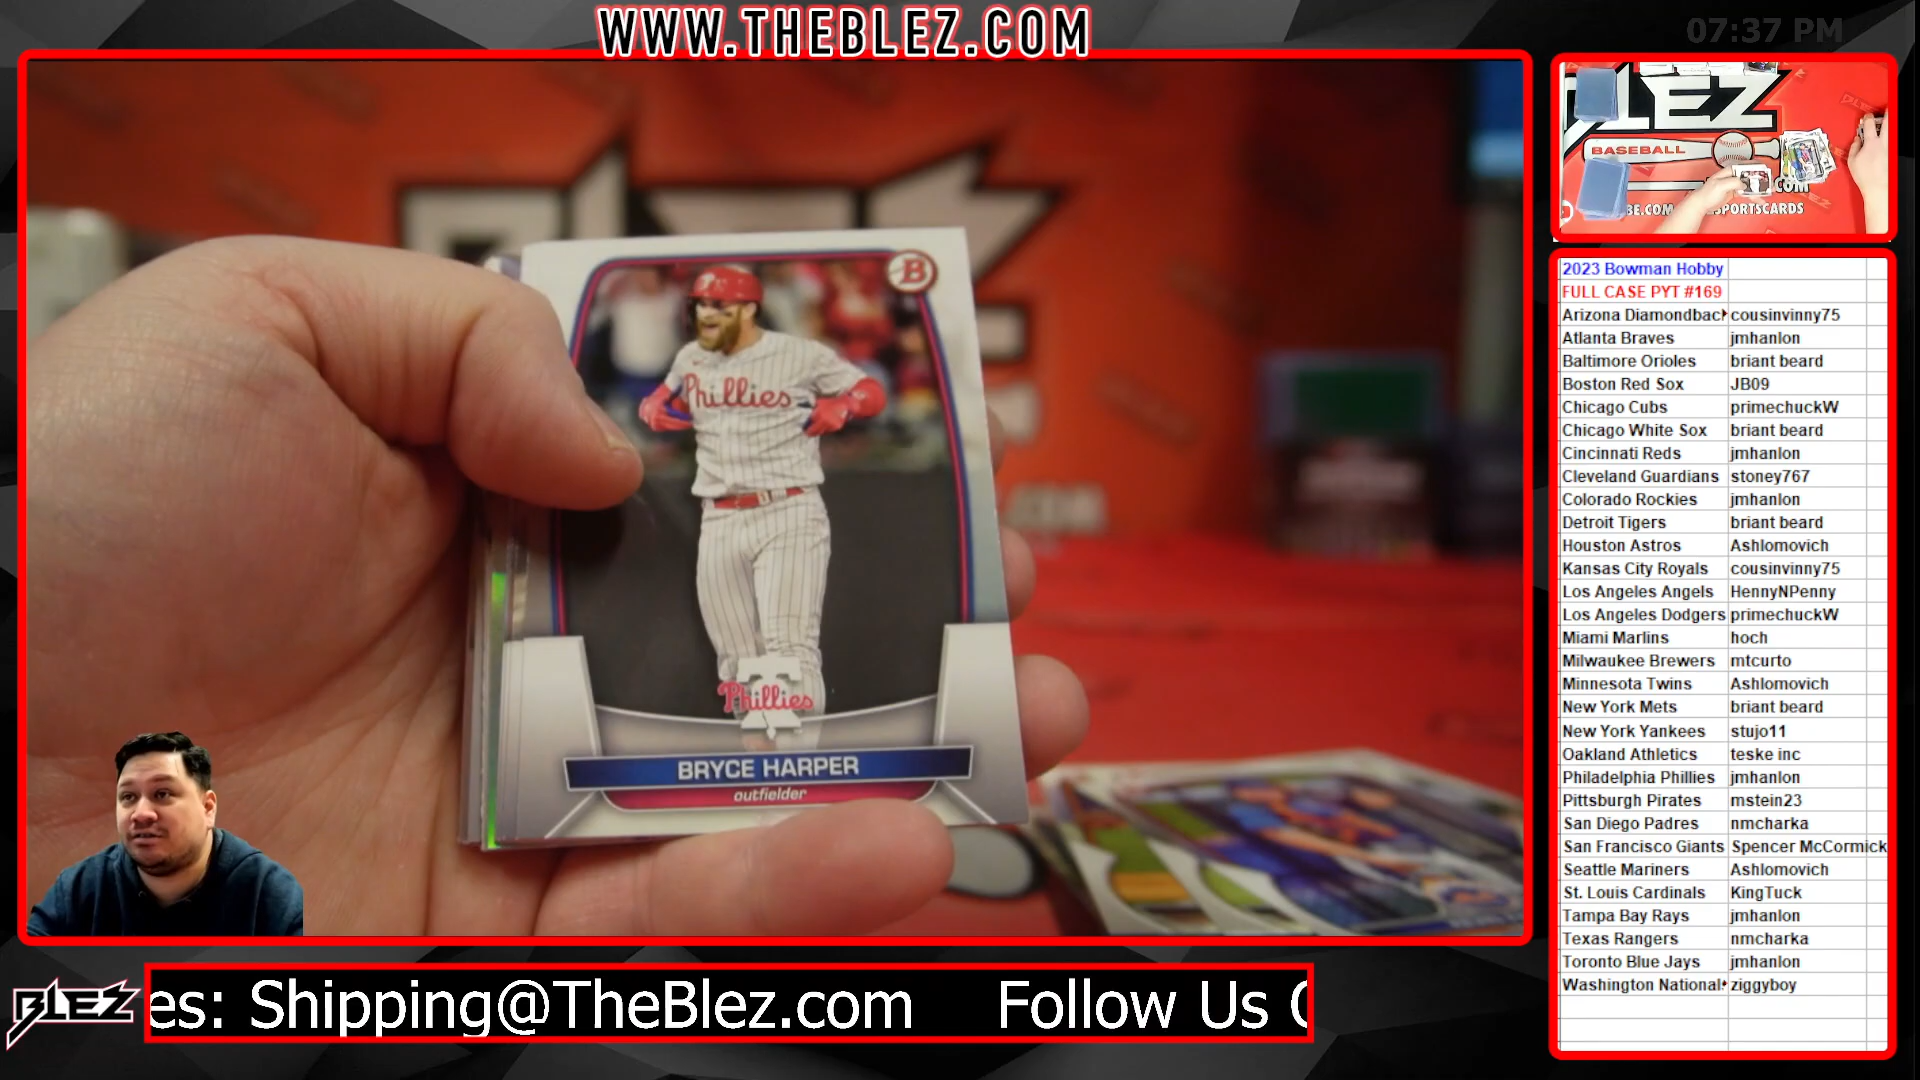 WWW.THEBLEZ.COM
07:37 PM
BLEZ
BASEBALL
B
Phillies
Phillies
BRYCE HARPER
outfielder
2023 Bowman Hobby
FULL CASE PYT #169
Arizona Diamondbac cousinvinny75
Atlanta Braves jmhanlon
Baltimore Orioles briant beard
Boston Red Sox JB09
Chicago Cubs primechuckW
Chicago White Sox briant beard
Cincinnati Reds jmhanlon
Cleveland Guardians stoney767
Colorado Rockies jmhanlon
Detroit Tigers briant beard
Houston Astros Ashlomovich
Kansas City Royals cousinvinny75
Los Angeles Angels HennyNPenny
Los Angeles Dodgers primechuckW
Miami Marlins hoch
Milwaukee Brewers mtcurto
Minnesota Twins Ashlomovich
New York Mets briant beard
New York Yankees stujo11
Oakland Athletics teske inc
Philadelphia Phillies jmhanlon
Pittsburgh Pirates mstein23
San Diego Padres nmcharka
San Francisco Giants Spencer McCormick
Seattle Mariners Ashlomovich
St. Louis Cardinals KingTuck
Tampa Bay Rays jmhanlon
Texas Rangers nmcharka
Toronto Blue Jays jmhanlon
Washington National ziggyboy
BLEZ
es: Shipping@TheBlez.com Follow Us